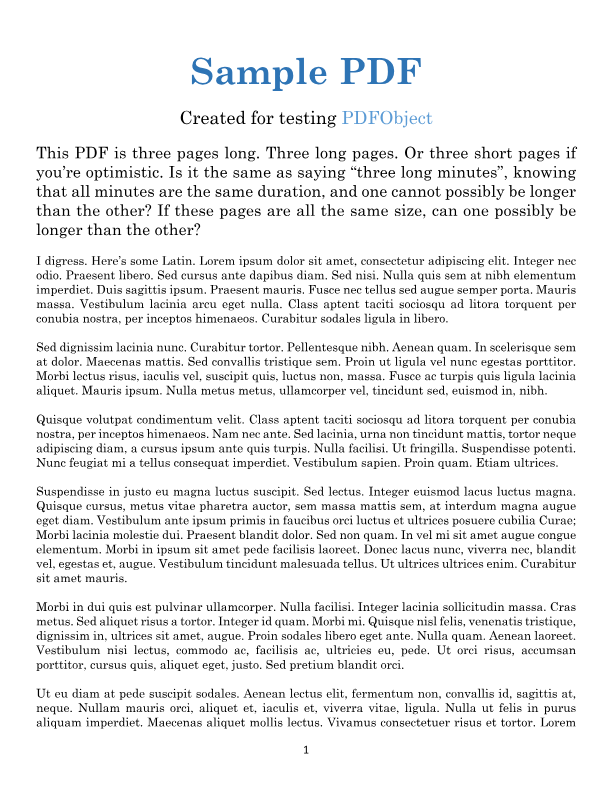 Sample PDF
Created for testing PDFObject
This PDF is three pages long. Three long pages. Or three short pages if
you’re optimistic. Is it the same as saying “three long minutes”, knowing
that all minutes are the same duration, and one cannot possibly be longer
than the other? If these pages are all the same size, can one possibly be
longer than the other?
I digress. Here’s some Latin. Lorem ipsum dolor sit amet, consectetur adipiscing elit. Integer nec
odio. Praesent libero. Sed cursus ante dapibus diam. Sed nisi. Nulla quis sem at nibh elementum
imperdiet. Duis sagittis ipsum. Praesent mauris. Fusce nec tellus sed augue semper porta. Mauris
massa. Vestibulum lacinia arcu eget nulla. Class aptent taciti sociosqu ad litora torquent per
conubia nostra, per inceptos himenaeos. Curabitur sodales ligula in libero.
Sed dignissim lacinia nunc. Curabitur tortor. Pellentesque nibh. Aenean quam. In scelerisque sem
at dolor. Maecenas mattis. Sed convallis tristique sem. Proin ut ligula vel nunc egestas porttitor.
Morbi lectus risus, iaculis vel, suscipit quis, luctus non, massa. Fusce ac turpis quis ligula lacinia
aliquet. Mauris ipsum. Nulla metus metus, ullamcorper vel, tincidunt sed, euismod in, nibh.
Quisque volutpat condimentum velit. Class aptent taciti sociosqu ad litora torquent per conubia
nostra, per inceptos himenaeos. Nam nec ante. Sed lacinia, urna non tincidunt mattis, tortor neque
adipiscing diam, a cursus ipsum ante quis turpis. Nulla facilisi. Ut fringilla. Suspendisse potenti.
Nunc feugiat mi a tellus consequat imperdiet. Vestibulum sapien. Proin quam. Etiam ultrices.
Suspendisse in justo eu magna luctus suscipit. Sed lectus. Integer euismod lacus luctus magna.
Quisque cursus, metus vitae pharetra auctor, sem massa mattis sem, at interdum magna augue
eget diam. Vestibulum ante ipsum primis in faucibus orci luctus et ultrices posuere cubilia Curae;
Morbi lacinia molestie dui. Praesent blandit dolor. Sed non quam. In vel mi sit amet augue congue
elementum. Morbi in ipsum sit amet pede facilisis laoreet. Donec lacus nunc, viverra nec, blandit
vel, egestas et, augue. Vestibulum tincidunt malesuada tellus. Ut ultrices ultrices enim. Curabitur
sit amet mauris.
Morbi in dui quis est pulvinar ullamcorper. Nulla facilisi. Integer lacinia sollicitudin massa. Cras
metus. Sed aliquet risus a tortor. Integer id quam. Morbi mi. Quisque nisl felis, venenatis tristique,
dignissim in, ultrices sit amet, augue. Proin sodales libero eget ante. Nulla quam. Aenean laoreet.
Vestibulum nisi lectus, commodo ac, facilisis ac, ultricies eu, pede. Ut orci risus, accumsan
porttitor, cursus quis, aliquet eget, justo. Sed pretium blandit orci.
Ut eu diam at pede suscipit sodales. Aenean lectus elit, fermentum non, convallis id, sagittis at,
neque. Nullam mauris orci, aliquet et, iaculis et, viverra vitae, ligula. Nulla ut felis in purus
aliquam imperdiet. Maecenas aliquet mollis lectus. Vivamus consectetuer risus et tortor. Lorem
1